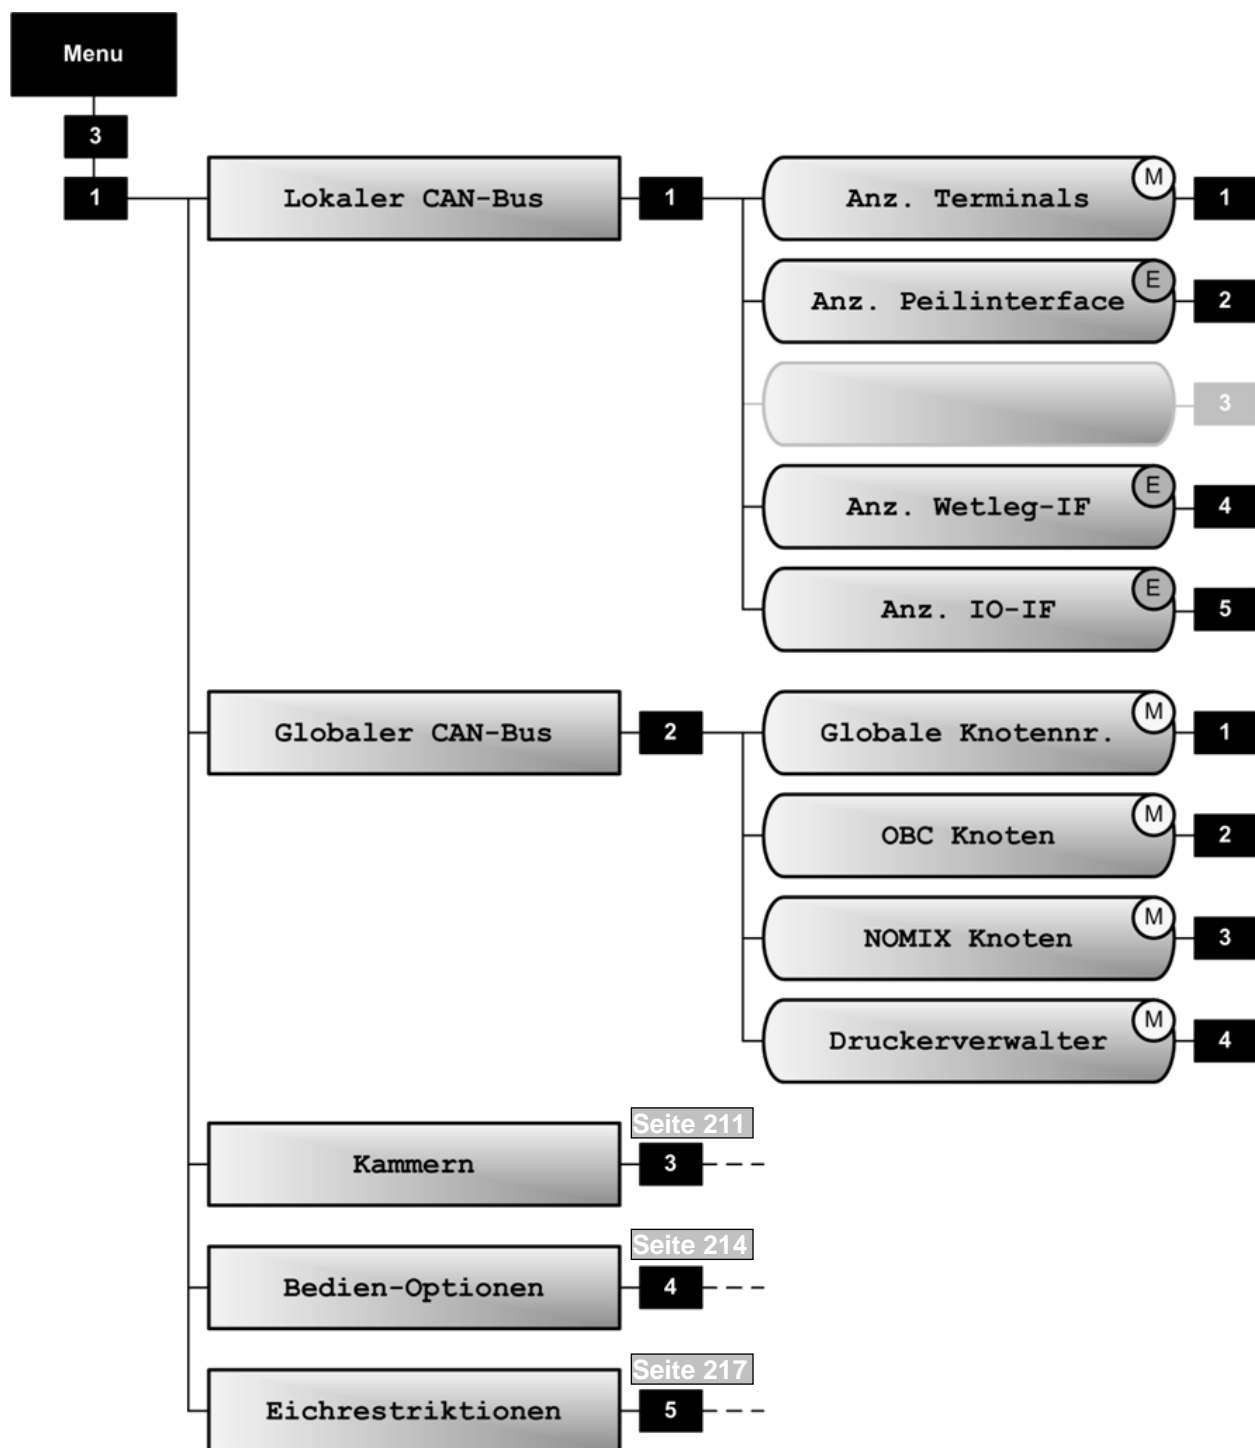 Menu
3
1
Lokaler CAN-Bus
1
Anz. Terminals
M
1
Anz. Peilinterface
E
2
3
Anz. Wetleg-IF
E
4
Anz. IO-IF
E
5
Globaler CAN-Bus
2
Globale Knotennr.
M
1
OBC Knoten
M
2
NOMIX Knoten
M
3
Druckerverwalter
M
4
Kammern
Seite 211
3
Bedien-Optionen
Seite 214
4
Eichrestriktionen
Seite 217
5